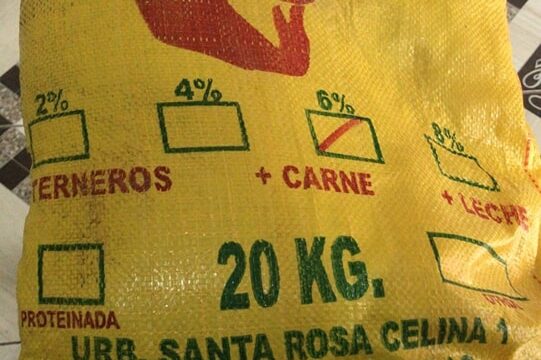 2% 4% 6% 8%
TERNEROS + CARNE + LECHE
20 KG.
PROTEINADA
URB. SANTA ROSA CELINA 1